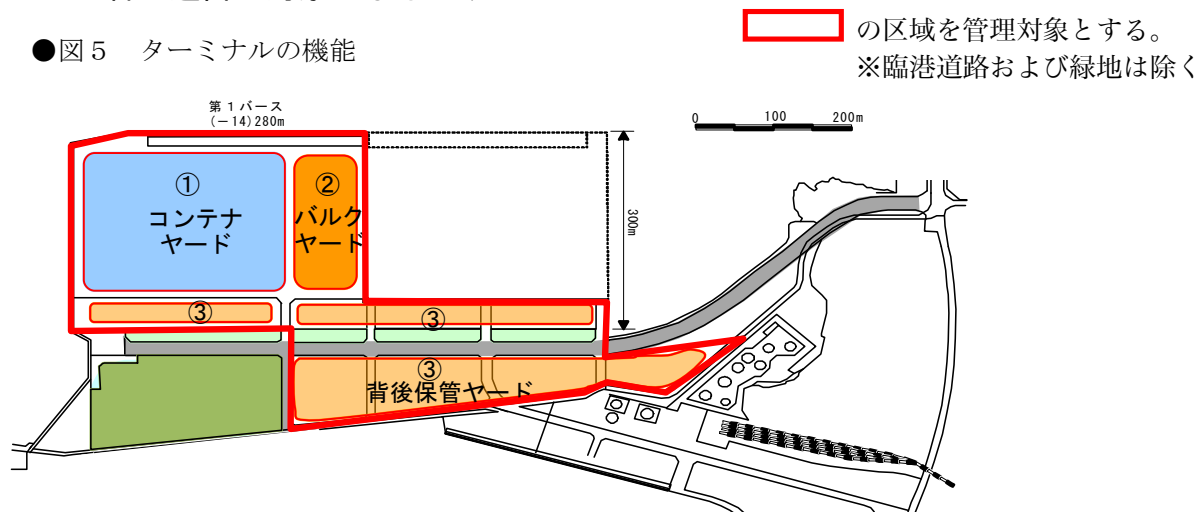 の区域を管理対象とする。
※臨港道路および緑地は除く
●図５　ターミナルの機能
第１バース
(－14)280m
0 100 200m
300m
①
コンテナ
ヤード
②
バルク
ヤード
③
③
③
背後保管ヤード